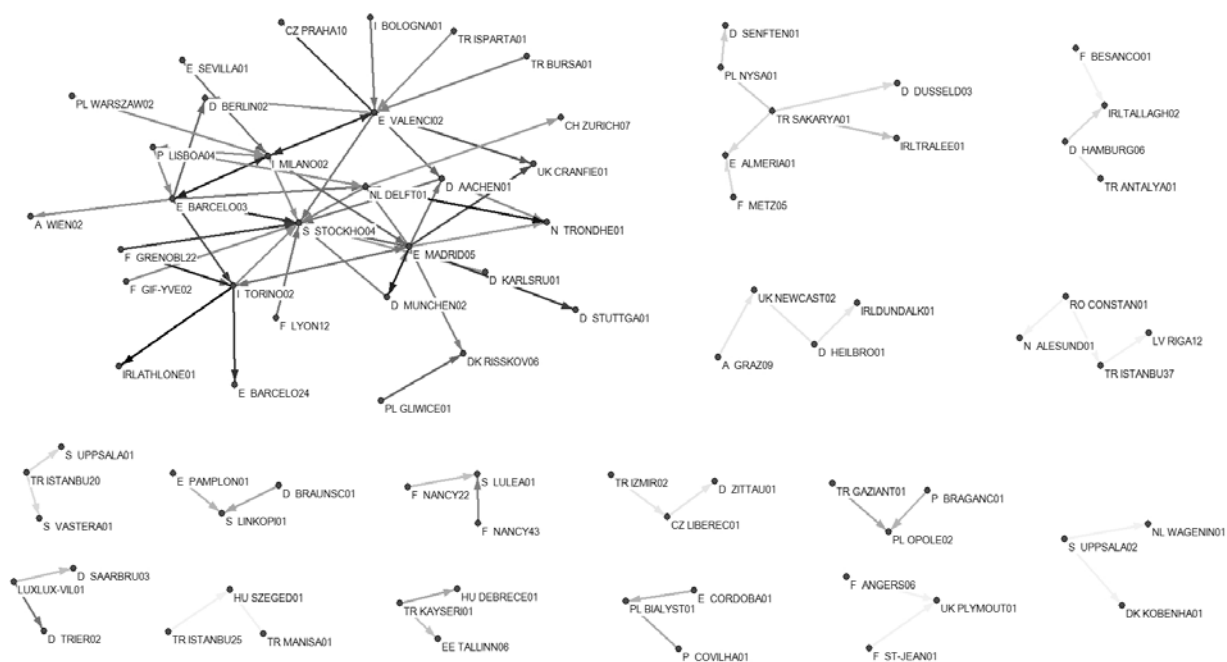 I BOLOGNA01
CZ PRAHA10
TR ISPARTA01
D SENFTEN01
E SEVILLA01
TR BURSA01
F BESANCO01
PL NYSA01
D DUSSELD03
PL WARSZAW02
D BERLIN02
E VALENCI02
CH ZURICH07
TR SAKARYA01
IRLTALLAGH02
IRLTRALEE01
P LISBOA04
I MILANO02
UK CRANFIE01
E ALMERIA01
D HAMBURG06
NL DELFT01
D AACHEN01
TR ANTALYA01
E BARCELO03
F METZ05
A WIEN02
S STOCKHO04
N TRONDHE01
F GRENOBL22
E MADRID05
F GIF-YVE02
I TORINO02
D KARLSRU01
D MUNCHEN02
UK NEWCAST02
IRLDUNDALK01
RO CONSTAN01
D STUTTGA01
F LYON12
N ALESUND01
LV RIGA12
DK RISSKOV06
A GRAZ09
D HEILBRO01
IRLATHLONE01
TR ISTANBU37
E BARCELO24
PL GLIWICE01
S UPPSALA01
TR ISTANBU20
E PAMPLON01
D BRAUNSC01
S LULEA01
F NANCY22
TR IZMIR02
D ZITTAU01
TR GAZIANT01
P BRAGANC01
S VASTERA01
S LINKOPI01
F NANCY43
CZ LIBEREC01
PL OPOLE02
NL WAGENIN01
S UPPSALA02
D SAARBRU03
LUXLUX-VIL01
HU SZEGED01
HU DEBRECE01
E CORDOBA01
F ANGERS06
TR KAYSERI01
PL BIALYST01
UK PLYMOUT01
DK KOBENHA01
D TRIER02
TR ISTANBU25
TR MANISA01
EE TALLINN06
P COVILHA01
F ST-JEAN01